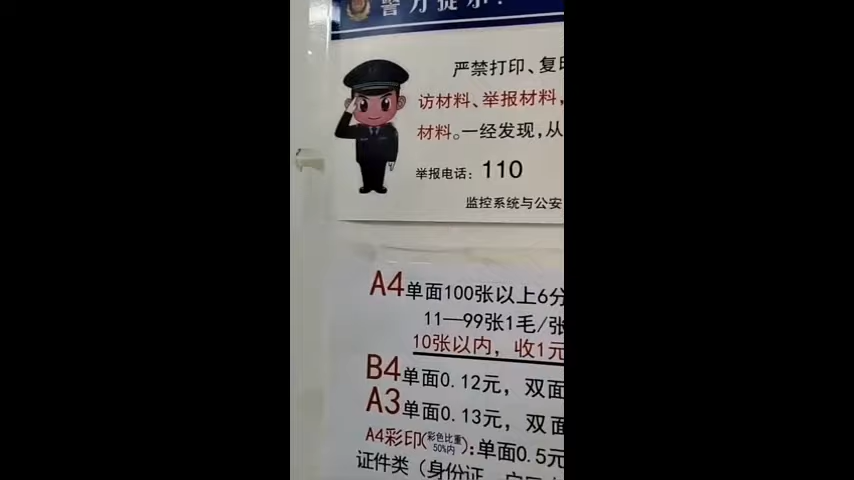 警方提示:
严禁打印、复印
访材料、举报材料,
材料。一经发现,从
举报电话: 110
监控系统与公安
A4单面100张以上6分
11—99张1毛/张
10张以内, 收1元
B4单面0.12元, 双面
A3单面0.13元, 双面
A4彩印(彩色比重50%内):单面0.5元
证件类(身份证